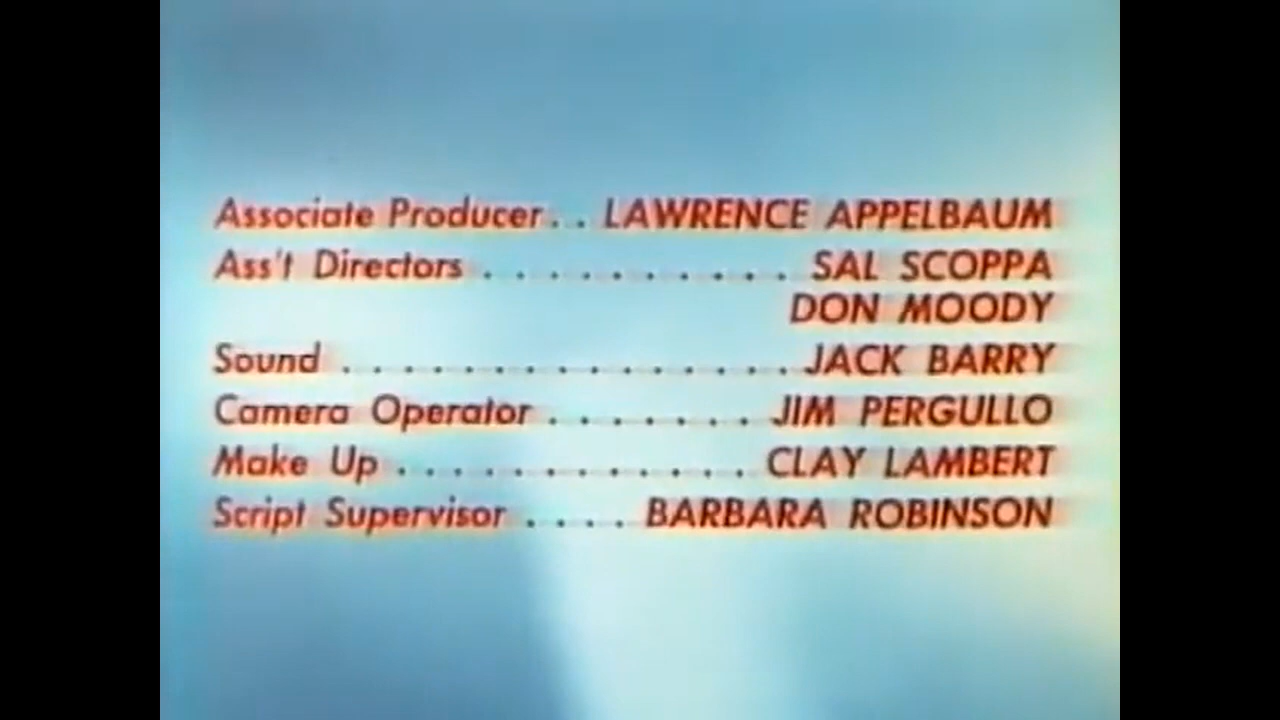 Associate Producer . . LAWRENCE APPELBAUM
Ass't Directors . . . . . . . . . . . SAL SCOPPA
DON MOODY
Sound . . . . . . . . . . . . . . . . JACK BARRY
Camera Operator . . . . . . . JIM PERGULLO
Make Up . . . . . . . . . . . . . CLAY LAMBERT
Script Supervisor . . . . BARBARA ROBINSON